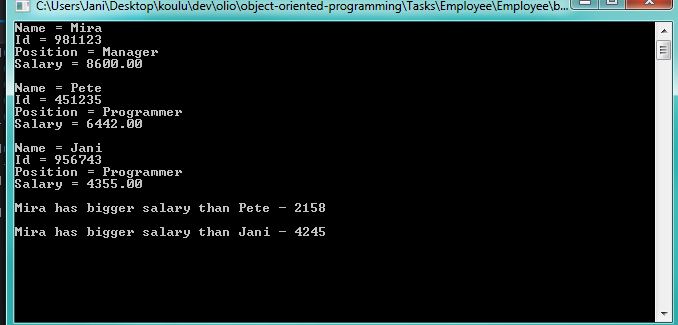 C:\Users\Jani\Desktop\koulu\dev\olio\object-oriented-programming\Tasks\Employee\Employee\b...
Name = Mira
Id = 981123
Position = Manager
Salary = 8600.00
Name = Pete
Id = 451235
Position = Programmer
Salary = 6442.00
Name = Jani
Id = 956743
Position = Programmer
Salary = 4355.00
Mira has bigger salary than Pete - 2158
Mira has bigger salary than Jani - 4245